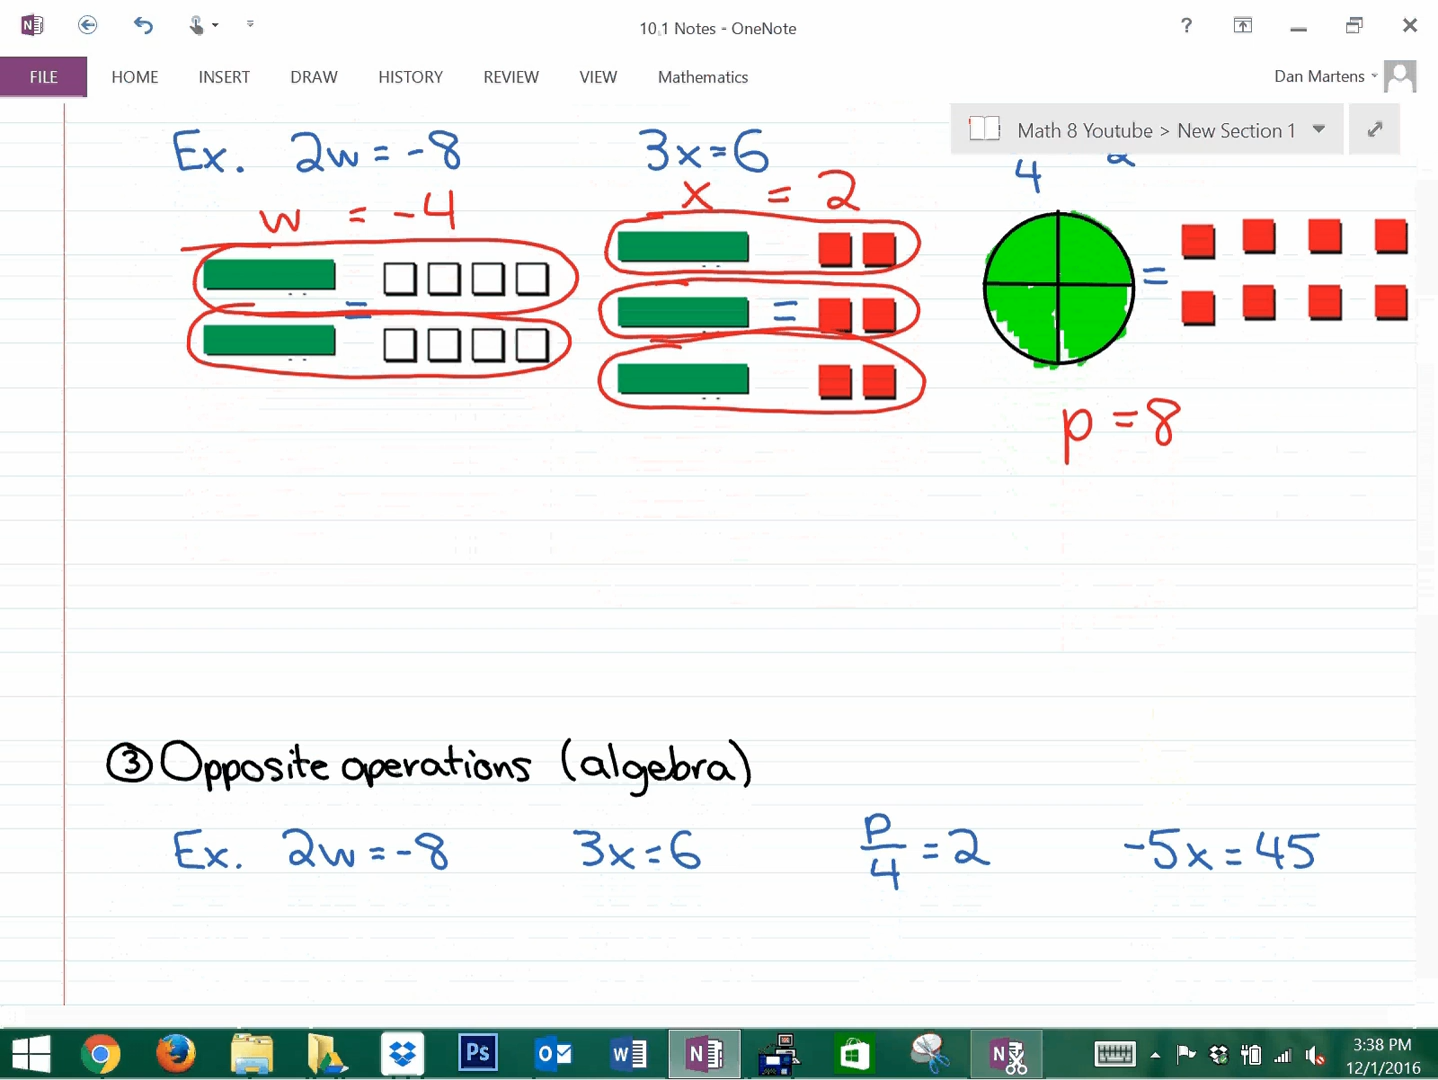 10.1 Notes - OneNote
?
FILE HOME INSERT DRAW HISTORY REVIEW VIEW Mathematics
Dan Martens
Math 8 Youtube > New Section 1
Ex. 2w = -8 3x = 6
4
w = -4 x = 2
= = =
p = 8
③ Opposite operations (algebra)
Ex. 2w = -8 3x = 6 p/4 = 2 -5x = 45
Ps
3:38 PM
12/1/2016